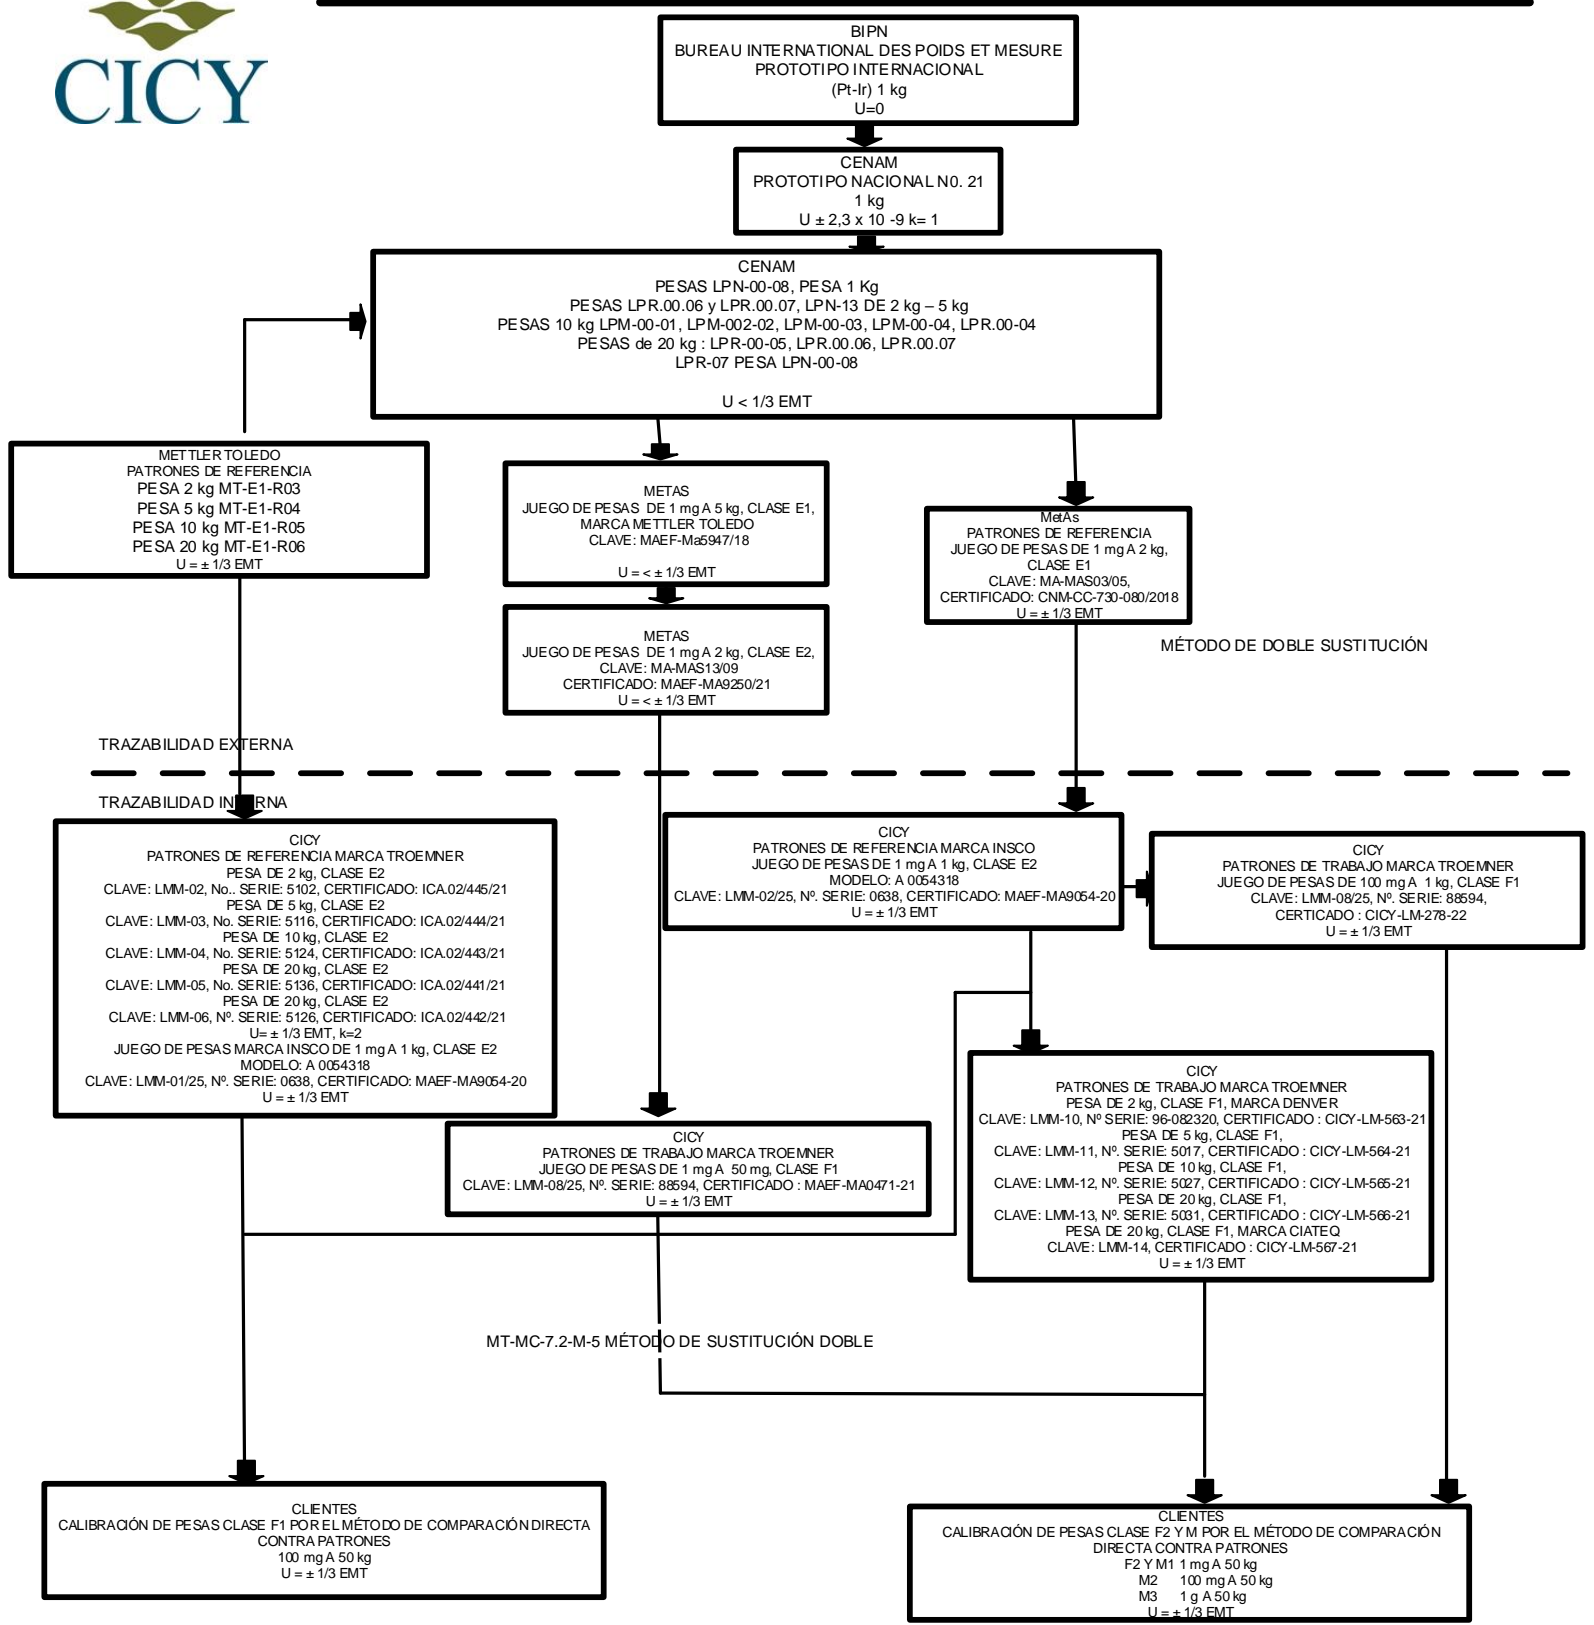 CICY
BIPN
BUREAU INTERNATIONAL DES POIDS ET MESURE
PROTOTIPO INTERNACIONAL
(Pt-Ir) 1 kg
U=0
CENAM
PROTOTIPO NACIONAL N0. 21
1 kg
U ± 2,3 x 10 -9 k= 1
CENAM
PESAS LPN-00-08, PESA 1 Kg
PESAS LPR.00.06 y LPR.00.07, LPN-13 DE 2 kg – 5 kg
PESAS 10 kg LPM-00-01, LPM-002-02, LPM-00-03, LPM-00-04, LPR.00-04
PESAS de 20 kg : LPR-00-05, LPR.00.06, LPR.00.07
LPR-07 PESA LPN-00-08
U < 1/3 EMT
METTLER TOLEDO
PATRONES DE REFERENCIA
PESA 2 kg MT-E1-R03
PESA 5 kg MT-E1-R04
PESA 10 kg MT-E1-R05
PESA 20 kg MT-E1-R06
U = ± 1/3 EMT
METAS
JUEGO DE PESAS DE 1 mg A 5 kg, CLASE E1,
MARCA METTLER TOLEDO
CLAVE: MAEF-Ma5947/18
U = < ± 1/3 EMT
MetAs
PATRONES DE REFERENCIA
JUEGO DE PESAS DE 1 mg A 2 kg,
CLASE E1
CLAVE: MA-MAS03/05,
CERTIFICADO: CNM-CC-730-080/2018
U = ± 1/3 EMT
METAS
JUEGO DE PESAS DE 1 mg A 2 kg, CLASE E2,
CLAVE: MA-MAS13/09
CERTIFICADO: MAEF-MA9250/21
U = < ± 1/3 EMT
MÉTODO DE DOBLE SUSTITUCIÓN
TRAZABILIDAD EXTERNA
TRAZABILIDAD INTERNA
CICY
PATRONES DE REFERENCIA MARCA TROEMNER
PESA DE 2 kg, CLASE E2
CLAVE: LMM-02, No.. SERIE: 5102, CERTIFICADO: ICA.02/445/21
PESA DE 5 kg, CLASE E2
CLAVE: LMM-03, No. SERIE: 5116, CERTIFICADO: ICA.02/444/21
PESA DE 10 kg, CLASE E2
CLAVE: LMM-04, No. SERIE: 5124, CERTIFICADO: ICA.02/443/21
PESA DE 20 kg, CLASE E2
CLAVE: LMM-05, No. SERIE: 5136, CERTIFICADO: ICA.02/441/21
PESA DE 20 kg, CLASE E2
CLAVE: LMM-06, Nº. SERIE: 5126, CERTIFICADO: ICA.02/442/21
U= ± 1/3 EMT, k=2
JUEGO DE PESAS MARCA INSCO DE 1 mg A 1 kg, CLASE E2
MODELO: A 0054318
CLAVE: LMM-01/25, Nº. SERIE: 0638, CERTIFICADO: MAEF-MA9054-20
U = ± 1/3 EMT
CICY
PATRONES DE REFERENCIA MARCA INSCO
JUEGO DE PESAS DE 1 mg A 1 kg, CLASE E2
MODELO: A 0054318
CLAVE: LMM-02/25, Nº. SERIE: 0638, CERTIFICADO: MAEF-MA9054-20
U = ± 1/3 EMT
CICY
PATRONES DE TRABAJO MARCA TROEMNER
JUEGO DE PESAS DE 100 mg A 1 kg, CLASE F1
CLAVE: LMM-08/25, Nº. SERIE: 88594,
CERTICADO : CICY-LM-278-22
U = ± 1/3 EMT
CICY
PATRONES DE TRABAJO MARCA TROEMNER
PESA DE 2 kg, CLASE F1, MARCA DENVER
CLAVE: LMM-10, Nº SERIE: 96-082320, CERTIFICADO : CICY-LM-563-21
PESA DE 5 kg, CLASE F1,
CLAVE: LMM-11, Nº. SERIE: 5017, CERTIFICADO : CICY-LM-564-21
PESA DE 10 kg, CLASE F1,
CLAVE: LMM-12, Nº. SERIE: 5027, CERTIFICADO : CICY-LM-565-21
PESA DE 20 kg, CLASE F1,
CLAVE: LMM-13, Nº. SERIE: 5031, CERTIFICADO : CICY-LM-566-21
PESA DE 20 kg, CLASE F1, MARCA CIATEQ
CLAVE: LMM-14, CERTIFICADO : CICY-LM-567-21
U = ± 1/3 EMT
CICY
PATRONES DE TRABAJO MARCA TROEMNER
JUEGO DE PESAS DE 1 mg A 50 mg, CLASE F1
CLAVE: LMM-08/25, Nº. SERIE: 88594, CERTIFICADO : MAEF-MA0471-21
U = ± 1/3 EMT
MT-MC-7.2-M-5 MÉTODO DE SUSTITUCIÓN DOBLE
CLIENTES
CALIBRACIÓN DE PESAS CLASE F1 POR EL MÉTODO DE COMPARACIÓN DIRECTA
CONTRA PATRONES
100 mg A 50 kg
U = ± 1/3 EMT
CLIENTES
CALIBRACIÓN DE PESAS CLASE F2 Y M POR EL MÉTODO DE COMPARACIÓN
DIRECTA CONTRA PATRONES
F2 Y M1 1 mg A 50 kg
M2 100 mg A 50 kg
M3 1 g A 50 kg
U = ± 1/3 EMT